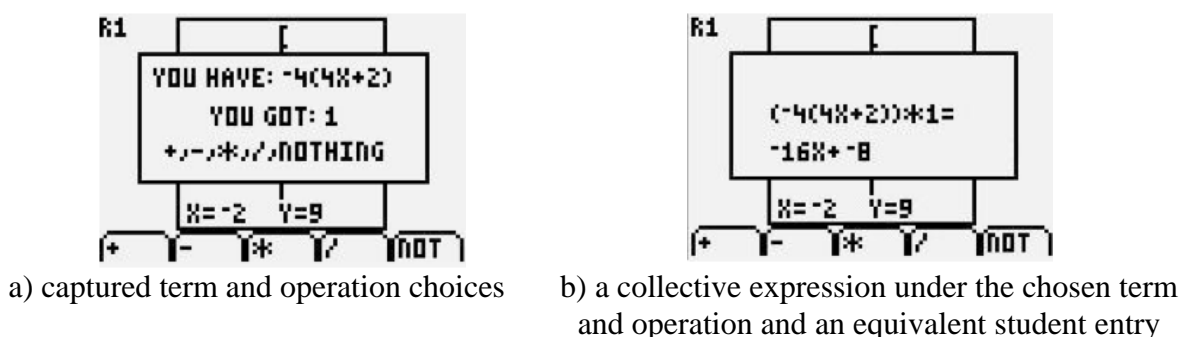 R1
[
YOU HAVE: ⁻4(4X+2)
YOU GOT: 1
+,-,*,/,NOTHING
X=⁻2 Y=9
+ - * / NOT
a) captured term and operation choices
R1
[
(⁻4(4X+2))*1=
⁻16X+⁻8
X=⁻2 Y=9
+ - * / NOT
b) a collective expression under the chosen term
and operation and an equivalent student entry